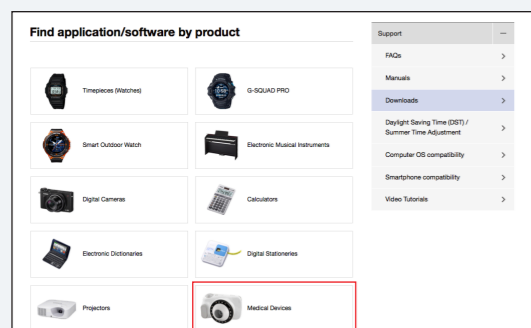 Find application/software by product
Timepieces (Watches)
G-SQUAD PRO
Smart Outdoor Watch
Electronic Musical Instruments
Digital Cameras
Calculators
Electronic Dictionaries
Digital Stationeries
Projectors
Medical Devices
Support
FAQs
Manuals
Downloads
Daylight Saving Time (DST) /
Summer Time Adjustment
Computer OS compatibility
Smartphone compatibility
Video Tutorials